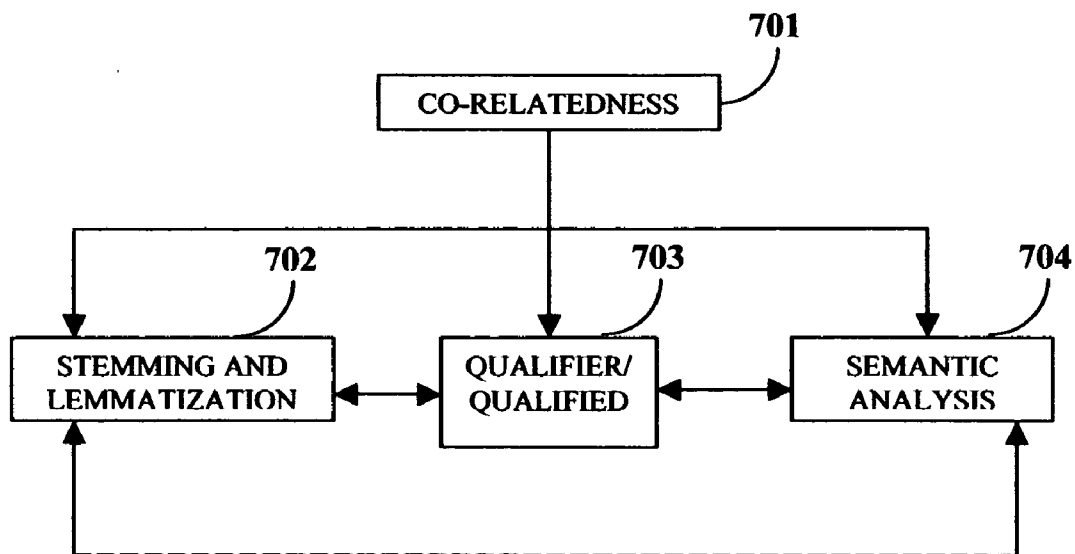 701
CO-RELATEDNESS
702
703
704
STEMMING AND
LEMMATIZATION
QUALIFIER/
QUALIFIED
SEMANTIC
ANALYSIS